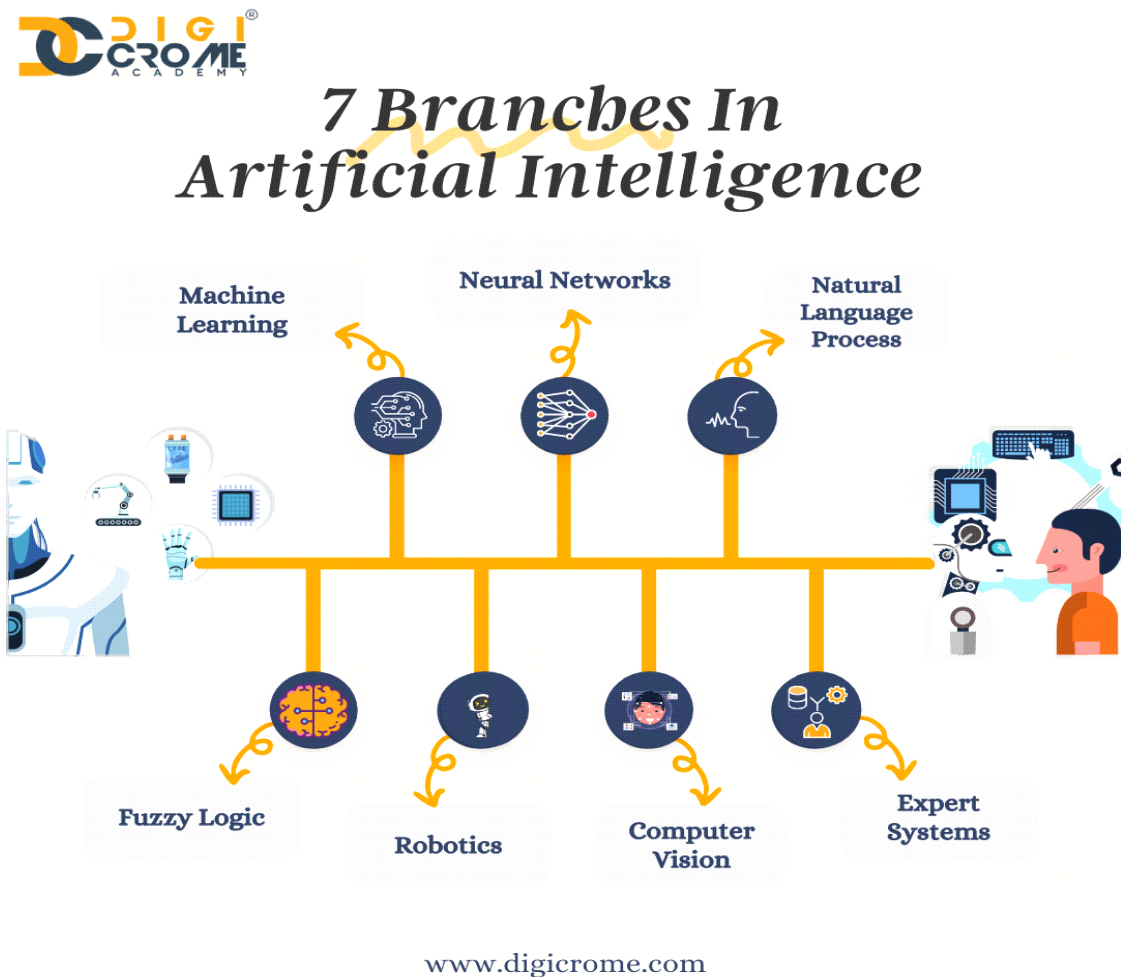 DIGI
CROME
ACADEMY
®
7 Branches In
Artificial Intelligence
Machine
Learning
Neural Networks
Natural
Language
Process
Fuzzy Logic
Robotics
Computer
Vision
Expert
Systems
www.digicrome.com